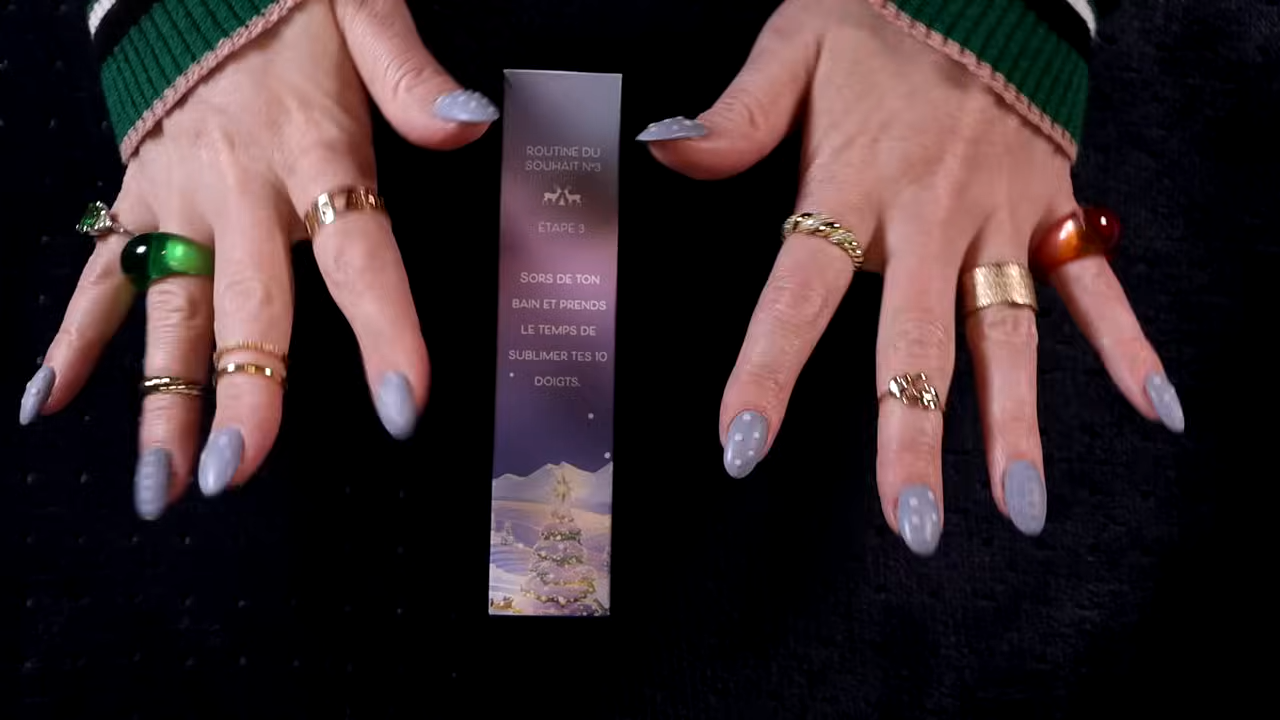 ROUTINE DU
SOUHAIT N°3
ÉTAPE 3
SORS DE TON
BAIN ET PRENDS
LE TEMPS DE
SUBLIMER TES 10
DOIGTS.